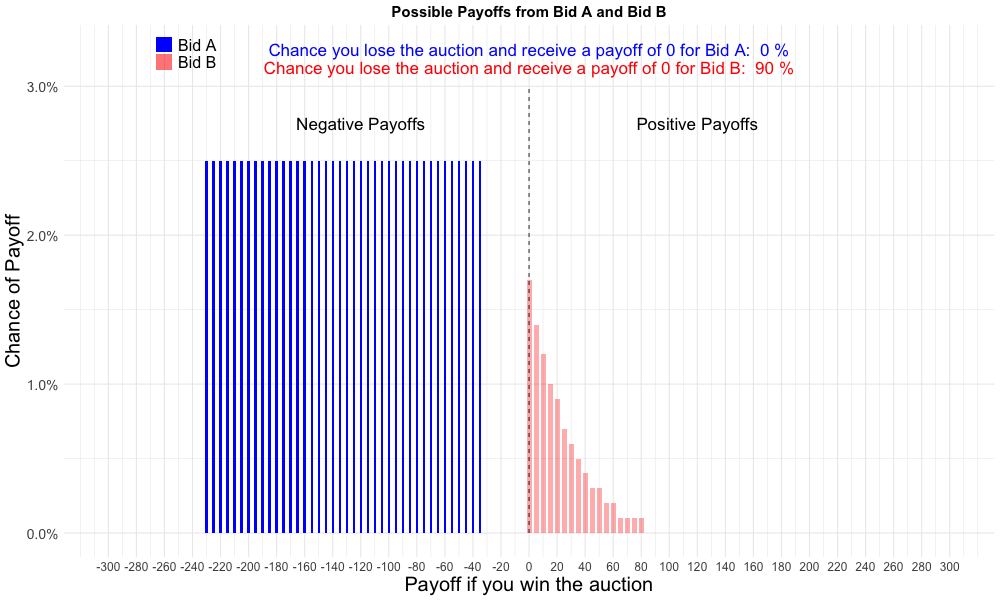 Possible Payoffs from Bid A and Bid B
Bid A
Bid B
Chance you lose the auction and receive a payoff of 0 for Bid A:  0 %
Chance you lose the auction and receive a payoff of 0 for Bid B:  90 %
3.0%
Negative Payoffs
Positive Payoffs
2.0%
Chance of Payoff
1.0%
0.0%
-300 -280 -260 -240 -220 -200 -180 -160 -140 -120 -100 -80 -60 -40 -20 0 20 40 60 80 100 120 140 160 180 200 220 240 260 280 300
Payoff if you win the auction